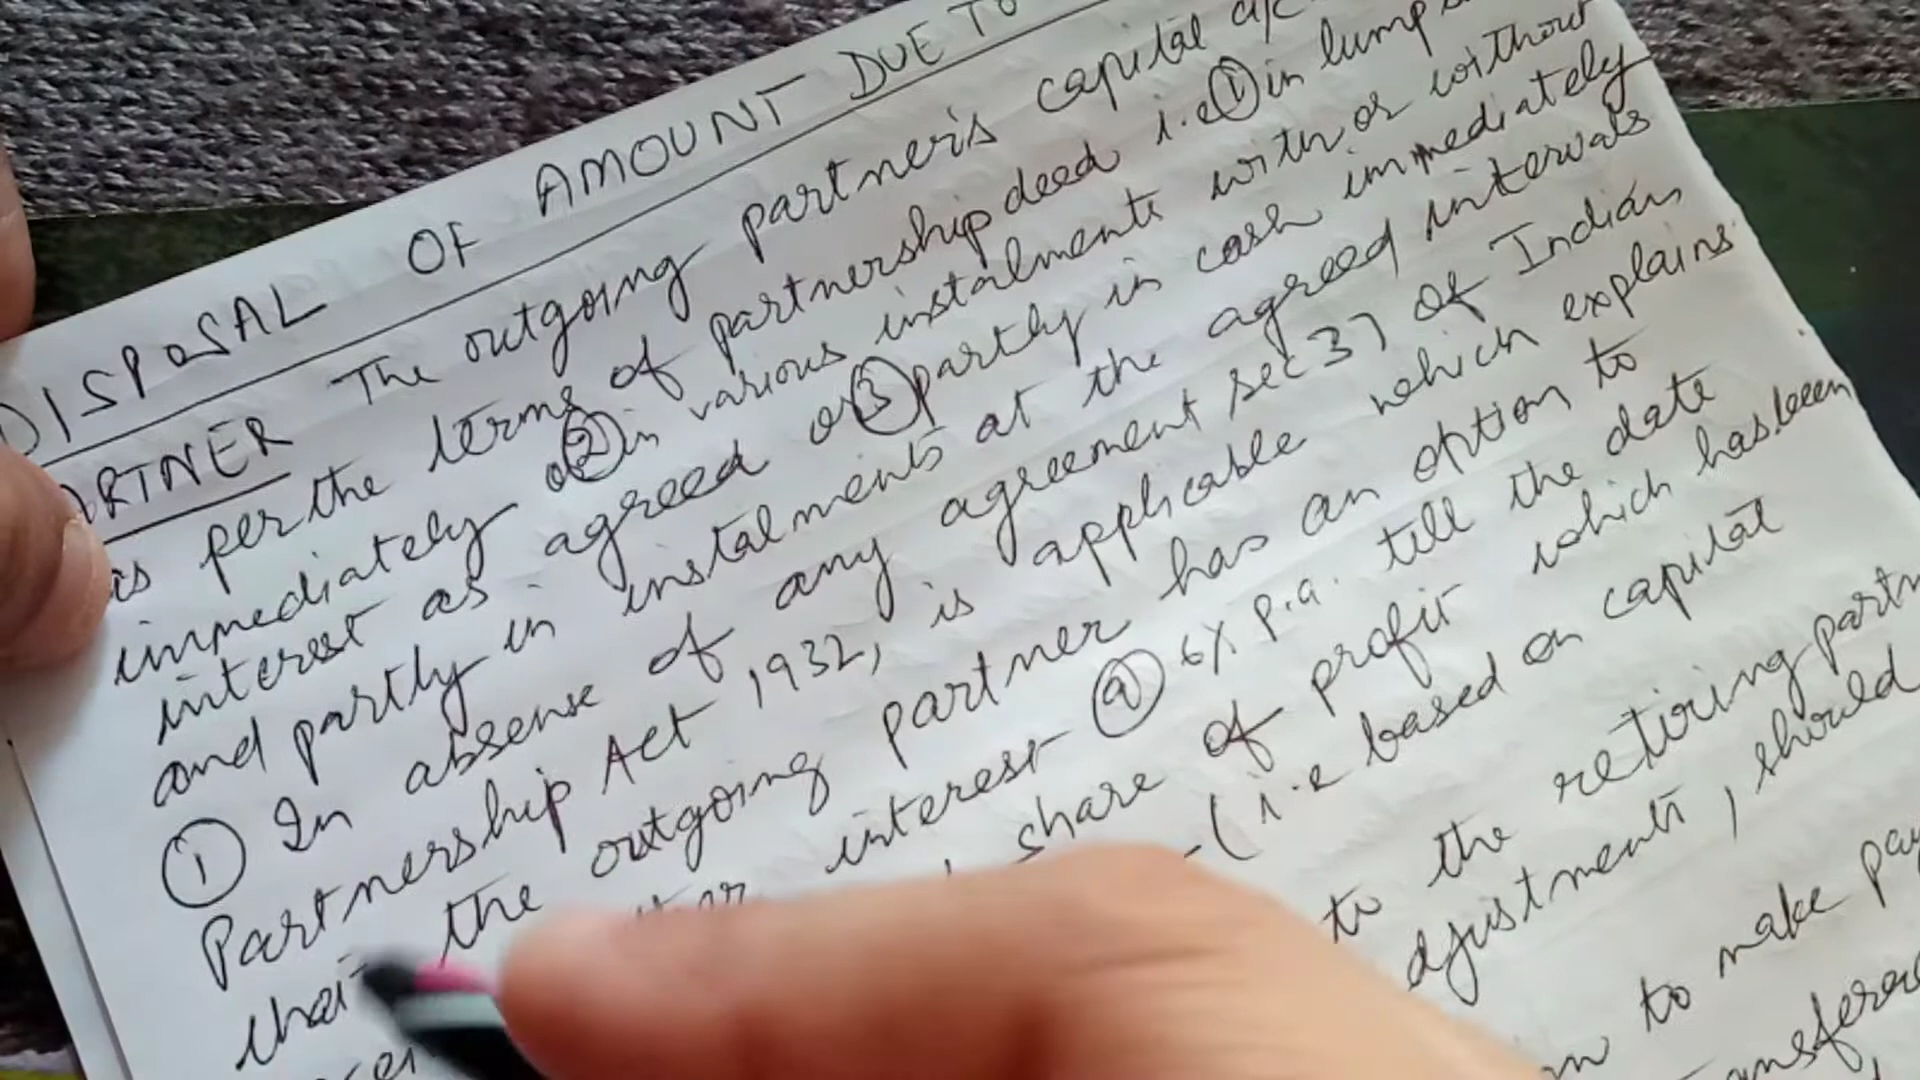 DISPOSAL OF AMOUNT DUE TO
The outgoing partner's capital a/c
as per the terms of partnership deed i.e ① in lump
immediately or ② in various instalments with or without
interest as agreed or ③ partly in cash immediately
and partly in instalments at the agreed intervals
① In absense of any agreement sec 37 of Indian
Partnership Act 1932, is applicable which explains
that the outgoing partner has an option to
interest @ 6% p.a. till the date
share of profit which has been
(i.e based on capital
to the retiring
should
to make